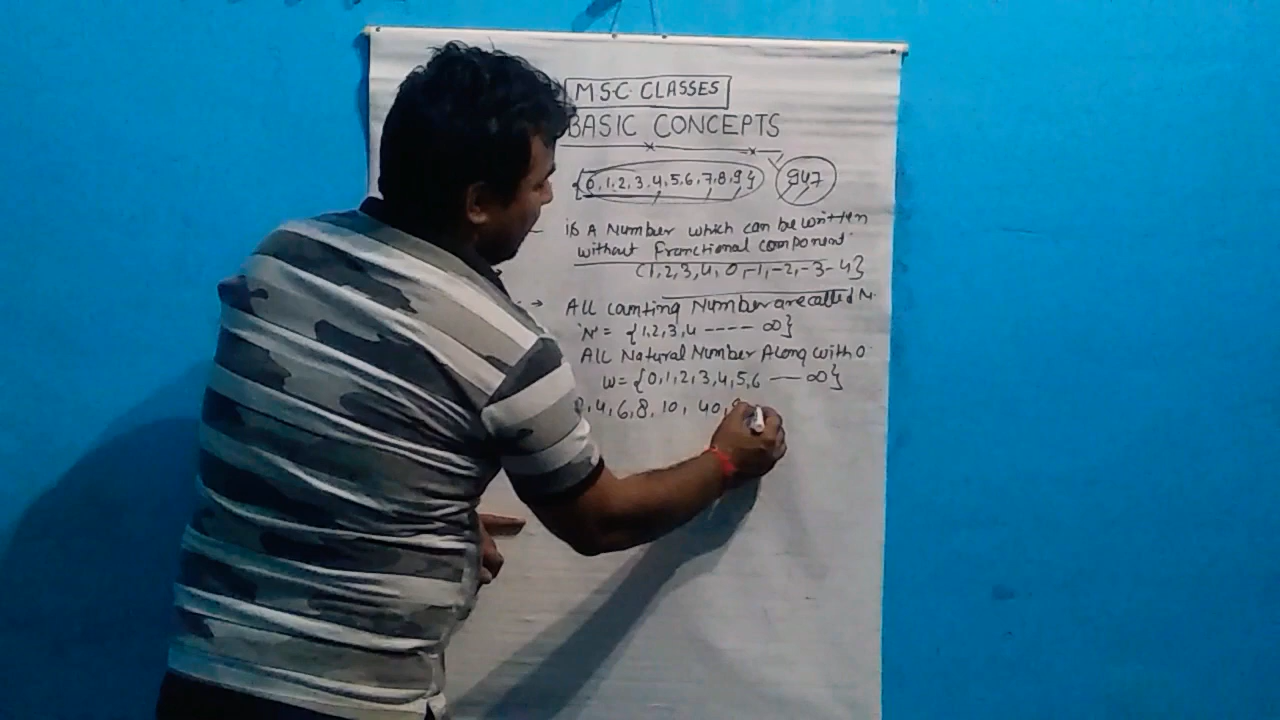 MSC CLASSES
BASIC CONCEPTS
{0,1,2,3,4,5,6,7,8,9} 947
is A Number which can be written
without Franctional component
(1,2,3,4,0,-1,-2,-3-4}
→ All counting Number are called N.
'N' = {1,2,3,4 ---- ∞}
All Natural Number Along with 0
W = {0,1,2,3,4,5,6 — ∞}
,4,6,8,10, 40,